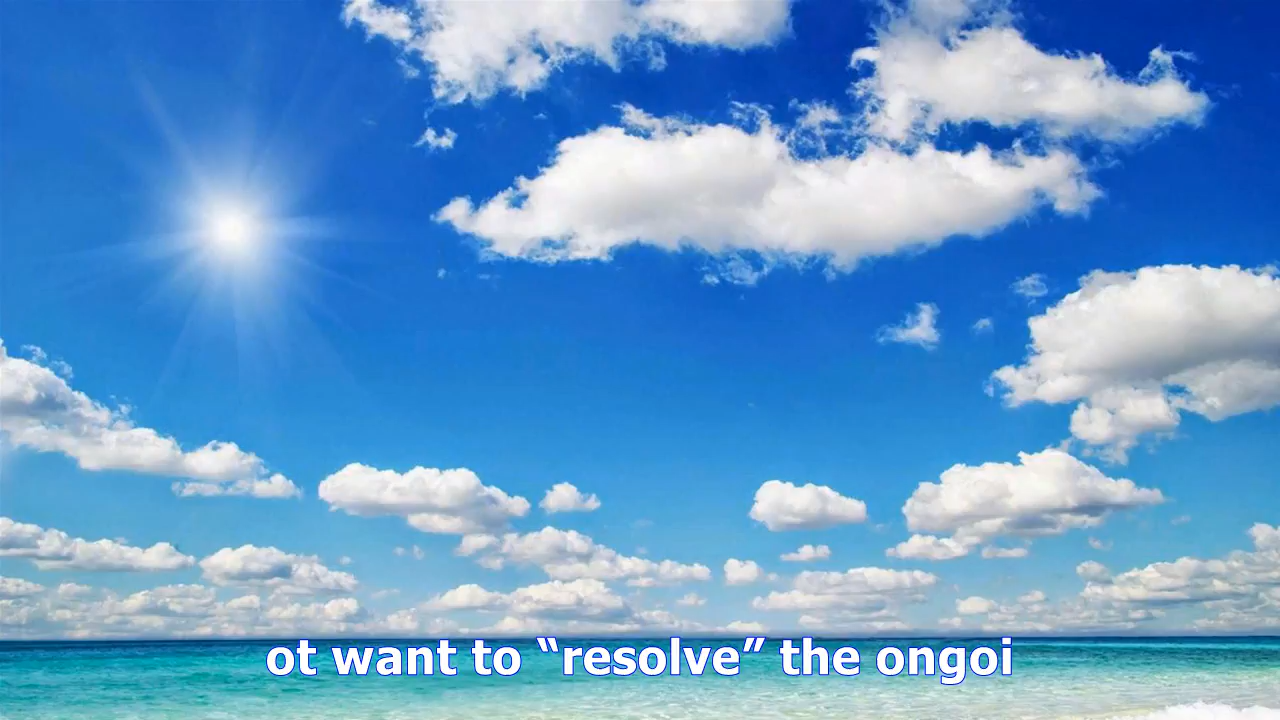 ot want to “resolve” the ongoi